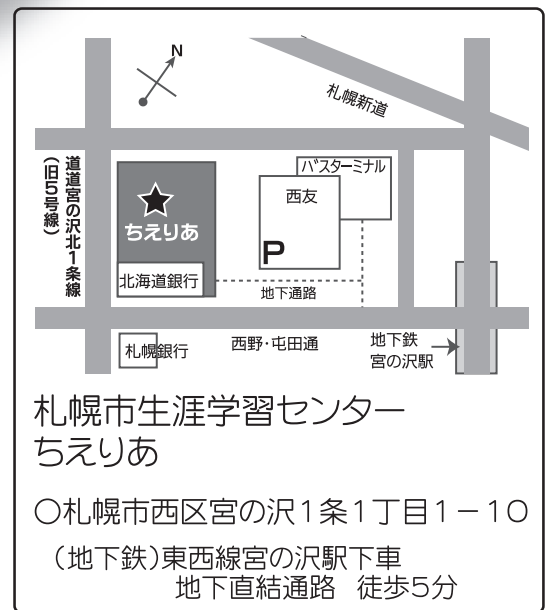 N
札幌新道
道道宮の沢北1条線
(旧5号線)
バスターミナル
西友
ちえりあ
P
北海道銀行
地下通路
札幌銀行
西野・屯田通
地下鉄
宮の沢駅
札幌市生涯学習センター
ちえりあ
○札幌市西区宮の沢1条1丁目1－10
(地下鉄)東西線宮の沢駅下車
地下直結通路 徒歩5分